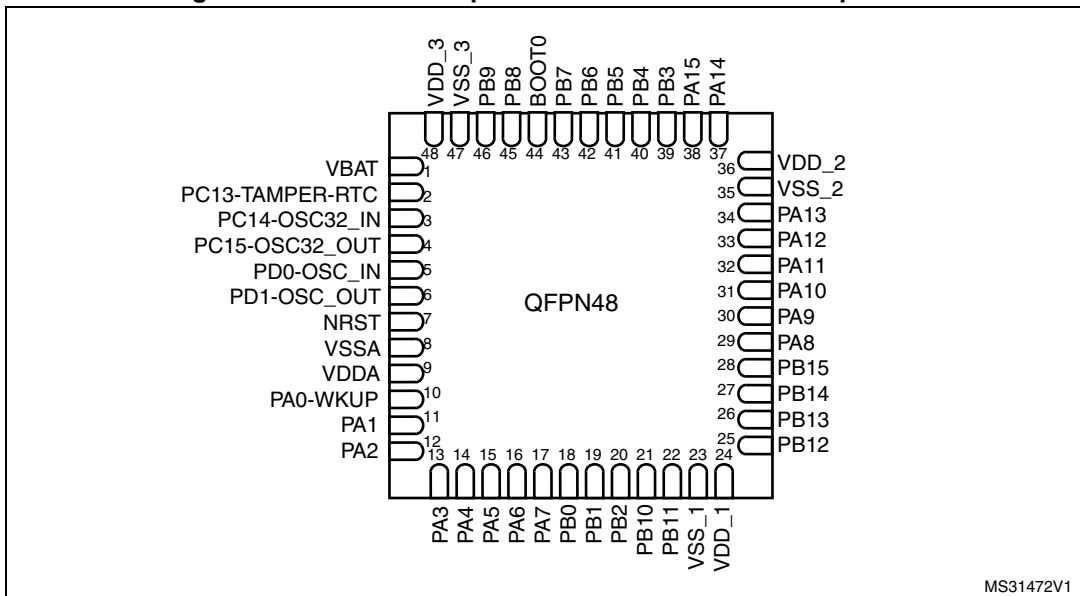 VDD_3
VSS_3
PB9
PB8
BOOT0
PB7
PB6
PB5
PB4
PB3
PA15
PA14
48 47 46 45 44 43 42 41 40 39 38 37
VBAT 1
PC13-TAMPER-RTC 2
PC14-OSC32_IN 3
PC15-OSC32_OUT 4
PD0-OSC_IN 5
PD1-OSC_OUT 6
NRST 7
VSSA 8
VDDA 9
PA0-WKUP 10
PA1 11
PA2 12
QFPN48
36 VDD_2
35 VSS_2
34 PA13
33 PA12
32 PA11
31 PA10
30 PA9
29 PA8
28 PB15
27 PB14
26 PB13
25 PB12
13 14 15 16 17 18 19 20 21 22 23 24
PA3
PA4
PA5
PA6
PA7
PB0
PB1
PB2
PB10
PB11
VSS_1
VDD_1
MS31472V1